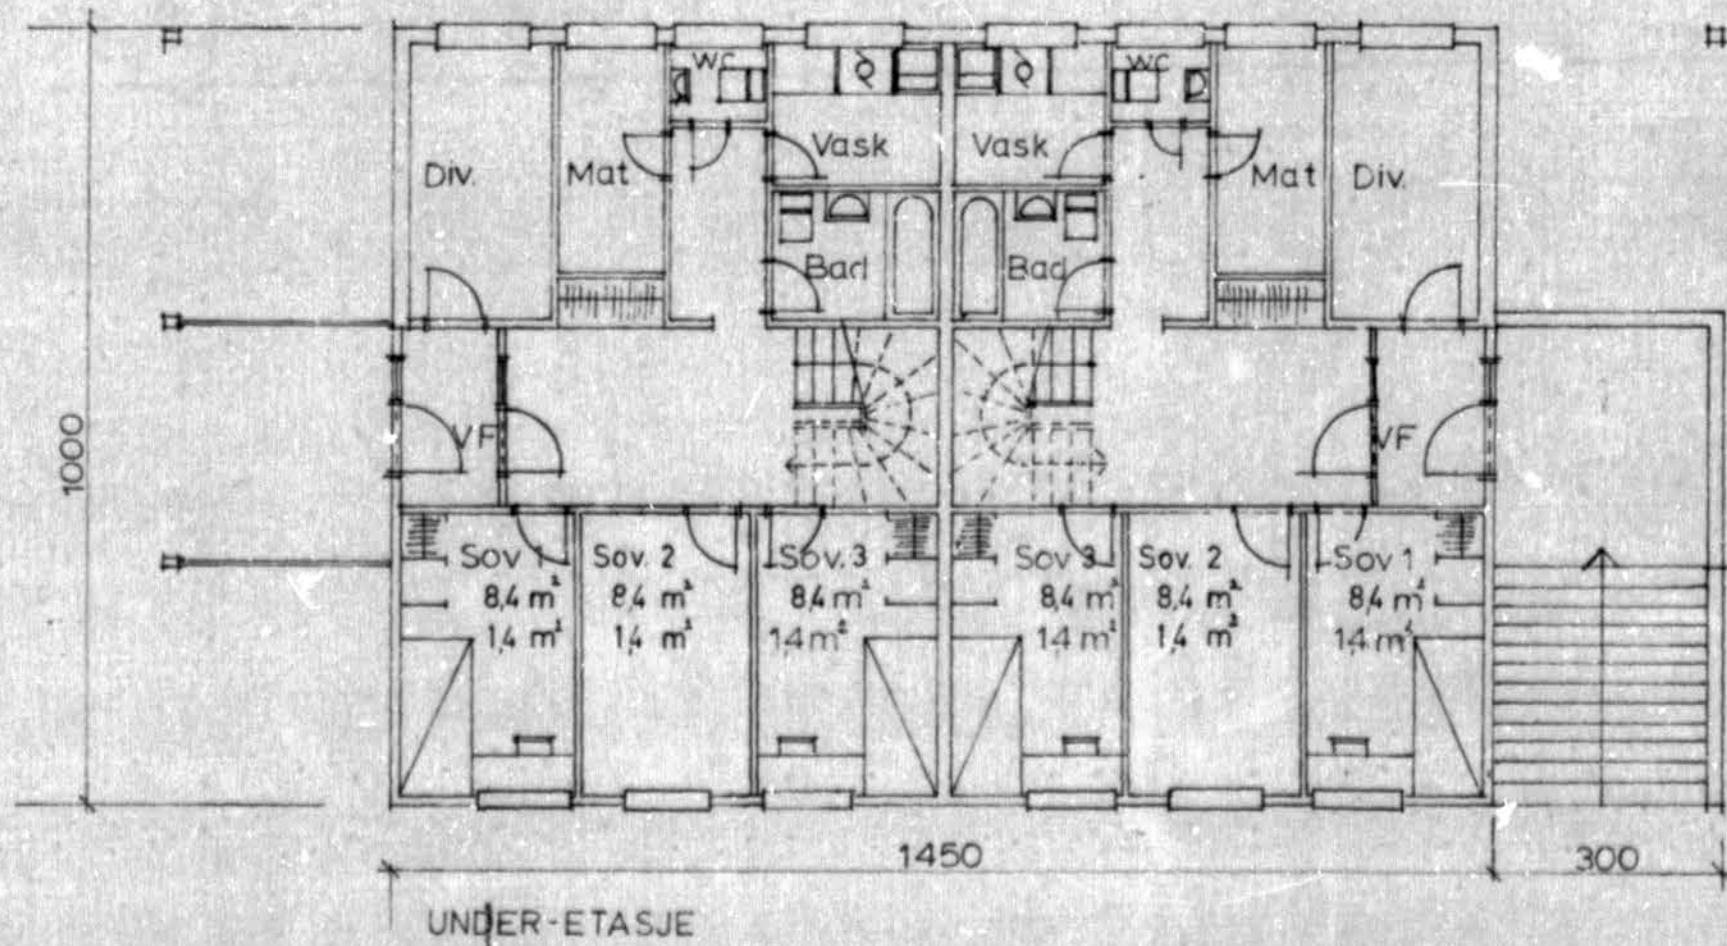 WC
WC
Vask
Vask
Div.
Mat
Mat
Div.
Bad
Bad
1000
VF
VF
Sov 1
8,4 m²
1,4 m²
Sov. 2
8,4 m²
1,4 m²
Sov. 3
8,4 m²
1,4 m²
Sov 3
8,4 m²
1,4 m²
Sov. 2
8,4 m²
1,4 m²
Sov 1
8,4 m²
1,4 m²
1450
300
UNDER-ETASJE